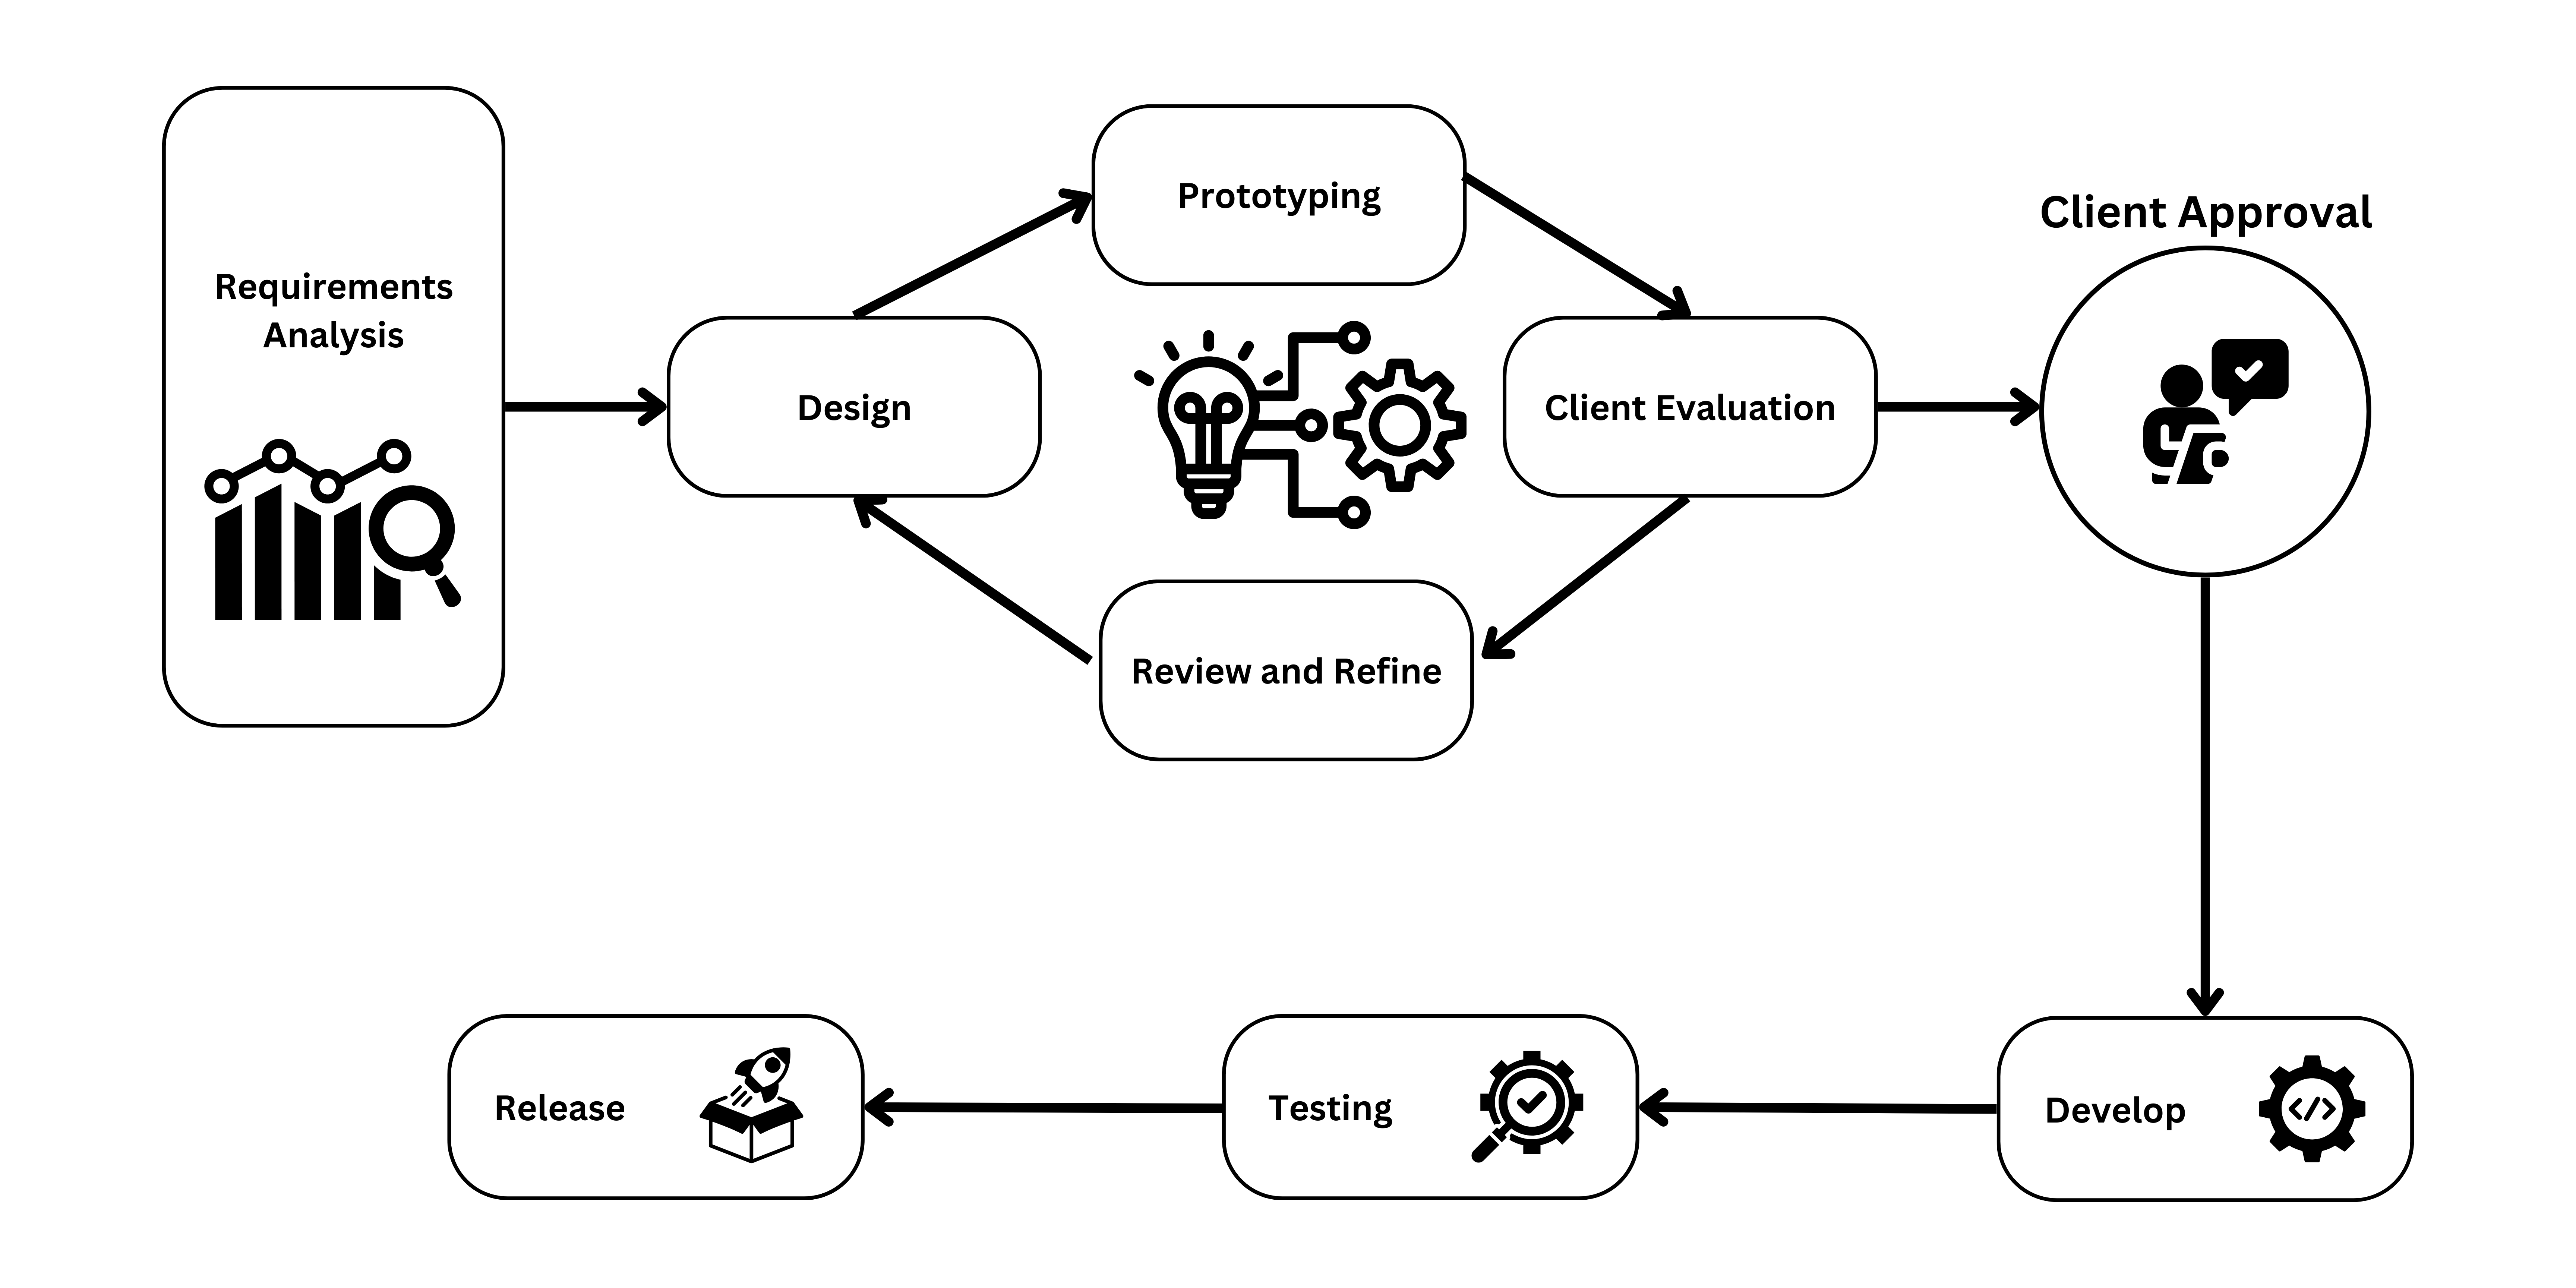 Requirements
Analysis
Design
Prototyping
Client Evaluation
Review and Refine
Client Approval
Develop
Testing
Release